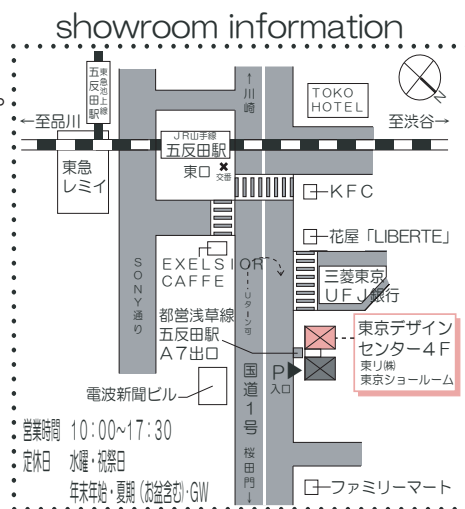 showroom information
東急池上線
五反田駅
↑川崎
TOKO
HOTEL
N
←至品川
至渋谷→
JR山手線
五反田駅
東急
レミィ
東口
交番
KFC
花屋「LIBERTE」
EXELSIOR
CAFFE
SONY通り
Uターン可
三菱東京
UFJ銀行
都営浅草線
五反田駅
A7出口
東京デザイン
センター4F
東リ㈱
東京ショールーム
P
入口
国道1号
電波新聞ビル
桜田門↓
営業時間 10:00~17:30
定休日 水曜・祝祭日
年末年始・夏期(お盆含む)・GW
ファミリーマート